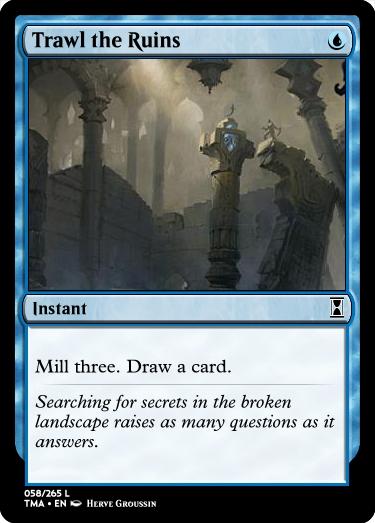 Trawl the Ruins
Instant
Mill three. Draw a card.
Searching for secrets in the broken
landscape raises as many questions as it
answers.
058/265 L
TMA • EN Herve Groussin